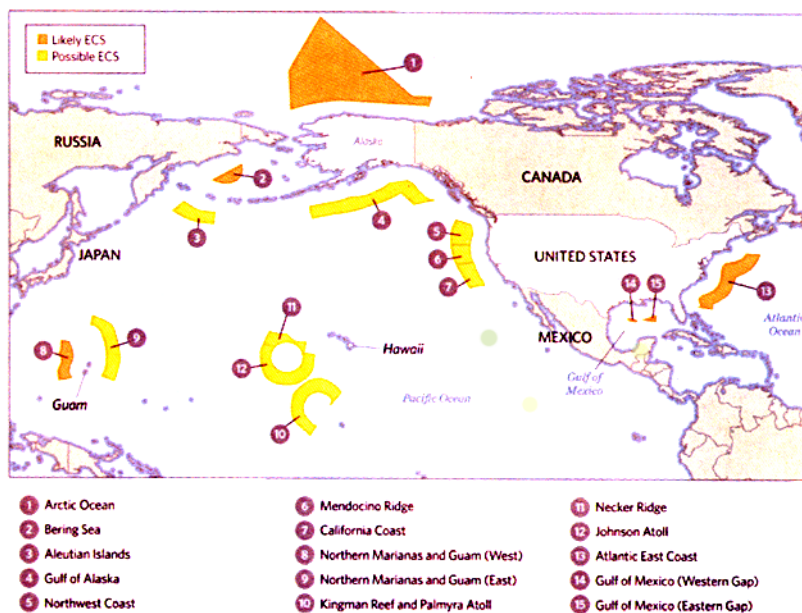 Likely ECS
Possible ECS
1
RUSSIA
Alaska
2
CANADA
4
3
5
JAPAN
UNITED STATES
6
7
14
15
13
11
Atlantic
Ocean
MEXICO
8
9
12
Hawaii
Gulf of
Mexico
Guam
Pacific Ocean
10
1 Arctic Ocean
2 Bering Sea
3 Aleutian Islands
4 Gulf of Alaska
5 Northwest Coast
6 Mendocino Ridge
7 California Coast
8 Northern Marianas and Guam (West)
9 Northern Marianas and Guam (East)
10 Kingman Reef and Palmyra Atoll
11 Necker Ridge
12 Johnson Atoll
13 Atlantic East Coast
14 Gulf of Mexico (Western Gap)
15 Gulf of Mexico (Eastern Gap)